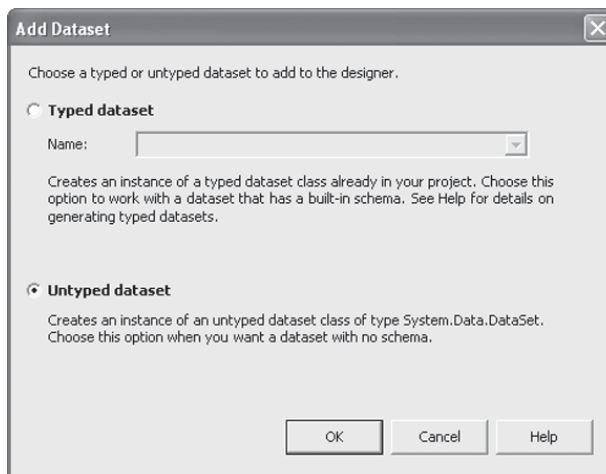 Add Dataset
Choose a typed or untyped dataset to add to the designer.
Typed dataset
Name:
Creates an instance of a typed dataset class already in your project. Choose this
option to work with a dataset that has a built-in schema. See Help for details on
generating typed datasets.
Untyped dataset
Creates an instance of an untyped dataset class of type System.Data.DataSet.
Choose this option when you want a dataset with no schema.
OK Cancel Help